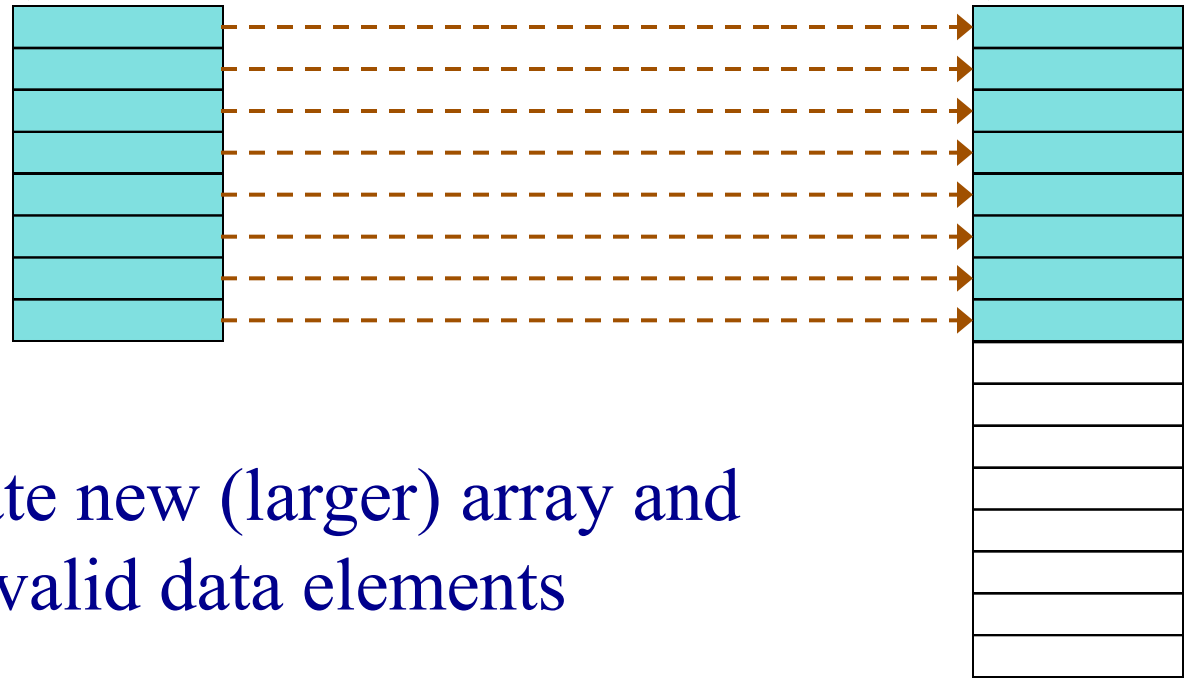 te new (larger) array and
valid data elements